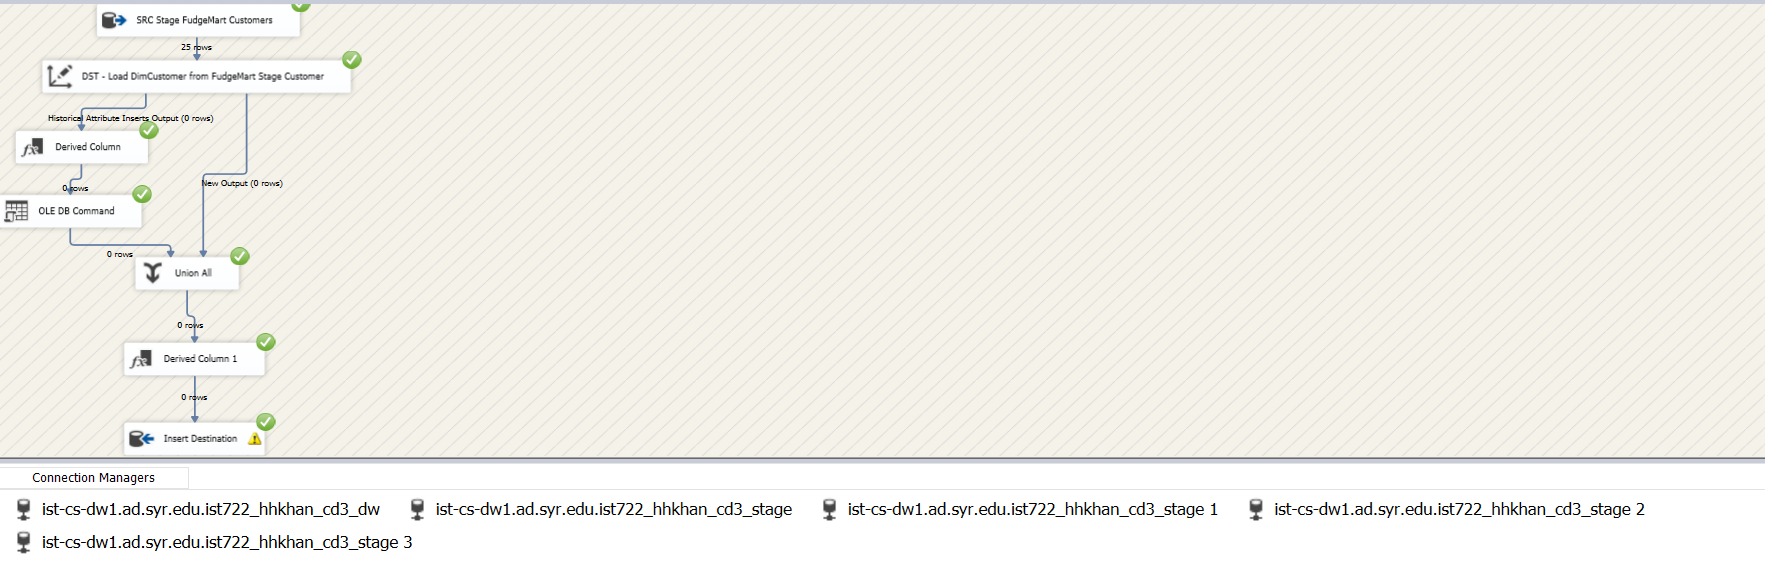 SRC Stage FudgeMart Customers
25 rows
DST - Load DimCustomer from FudgeMart Stage Customer
Historical Attribute Inserts Output (0 rows)
Derived Column
New Output (0 rows)
0 rows
OLE DB Command
0 rows
Union All
0 rows
Derived Column 1
0 rows
Insert Destination
Connection Managers
ist-cs-dw1.ad.syr.edu.ist722_hhkhan_cd3_dw
ist-cs-dw1.ad.syr.edu.ist722_hhkhan_cd3_stage
ist-cs-dw1.ad.syr.edu.ist722_hhkhan_cd3_stage 1
ist-cs-dw1.ad.syr.edu.ist722_hhkhan_cd3_stage 2
ist-cs-dw1.ad.syr.edu.ist722_hhkhan_cd3_stage 3